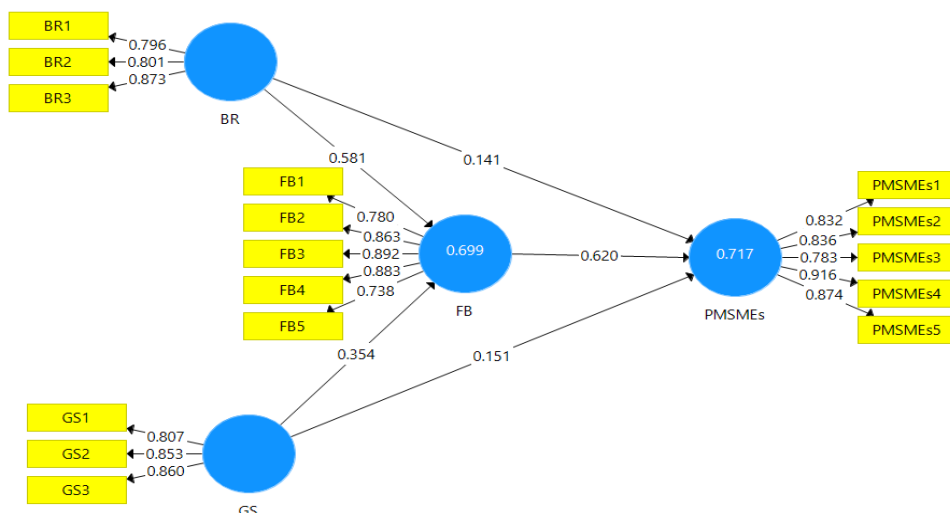 BR1
0.796
BR2
0.801
BR3
0.873
BR
0.581
0.141
FB1
0.780
FB2
0.863
FB3
0.892
FB4
0.883
FB5
0.738
0.699
FB
0.620
0.717
PMSMEs
0.832
PMSMEs1
0.836
PMSMEs2
0.783
PMSMEs3
0.916
PMSMEs4
0.874
PMSMEs5
0.354
0.151
GS1
0.807
GS2
0.853
GS3
0.860
GS